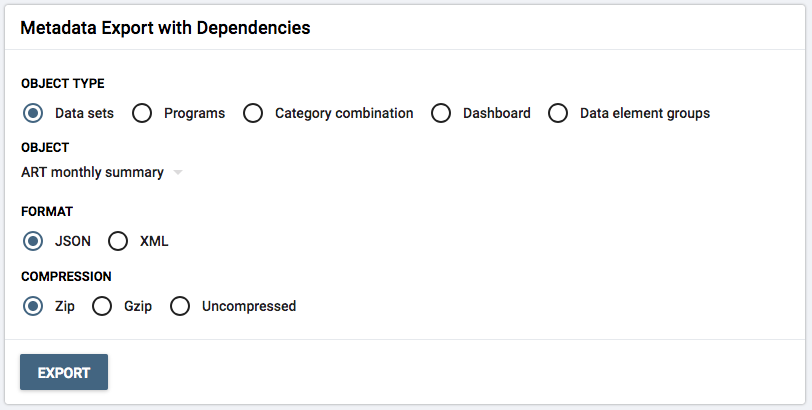 Metadata Export with Dependencies
OBJECT TYPE
Data sets Programs Category combination Dashboard Data element groups
OBJECT
ART monthly summary
FORMAT
JSON XML
COMPRESSION
Zip Gzip Uncompressed
EXPORT